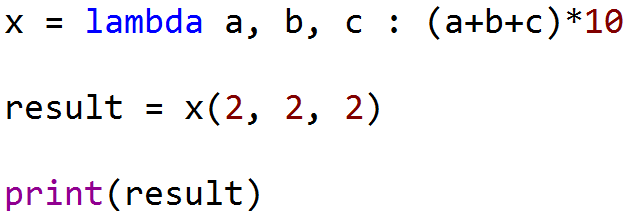 x = lambda a, b, c : (a+b+c)*10
result = x(2, 2, 2)
print(result)